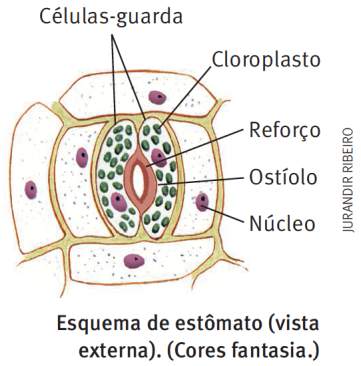 Células-guarda
Cloroplasto
Reforço
Ostíolo
Núcleo
JURANDIR RIBEIRO
Esquema de estômato (vista
externa). (Cores fantasia.)